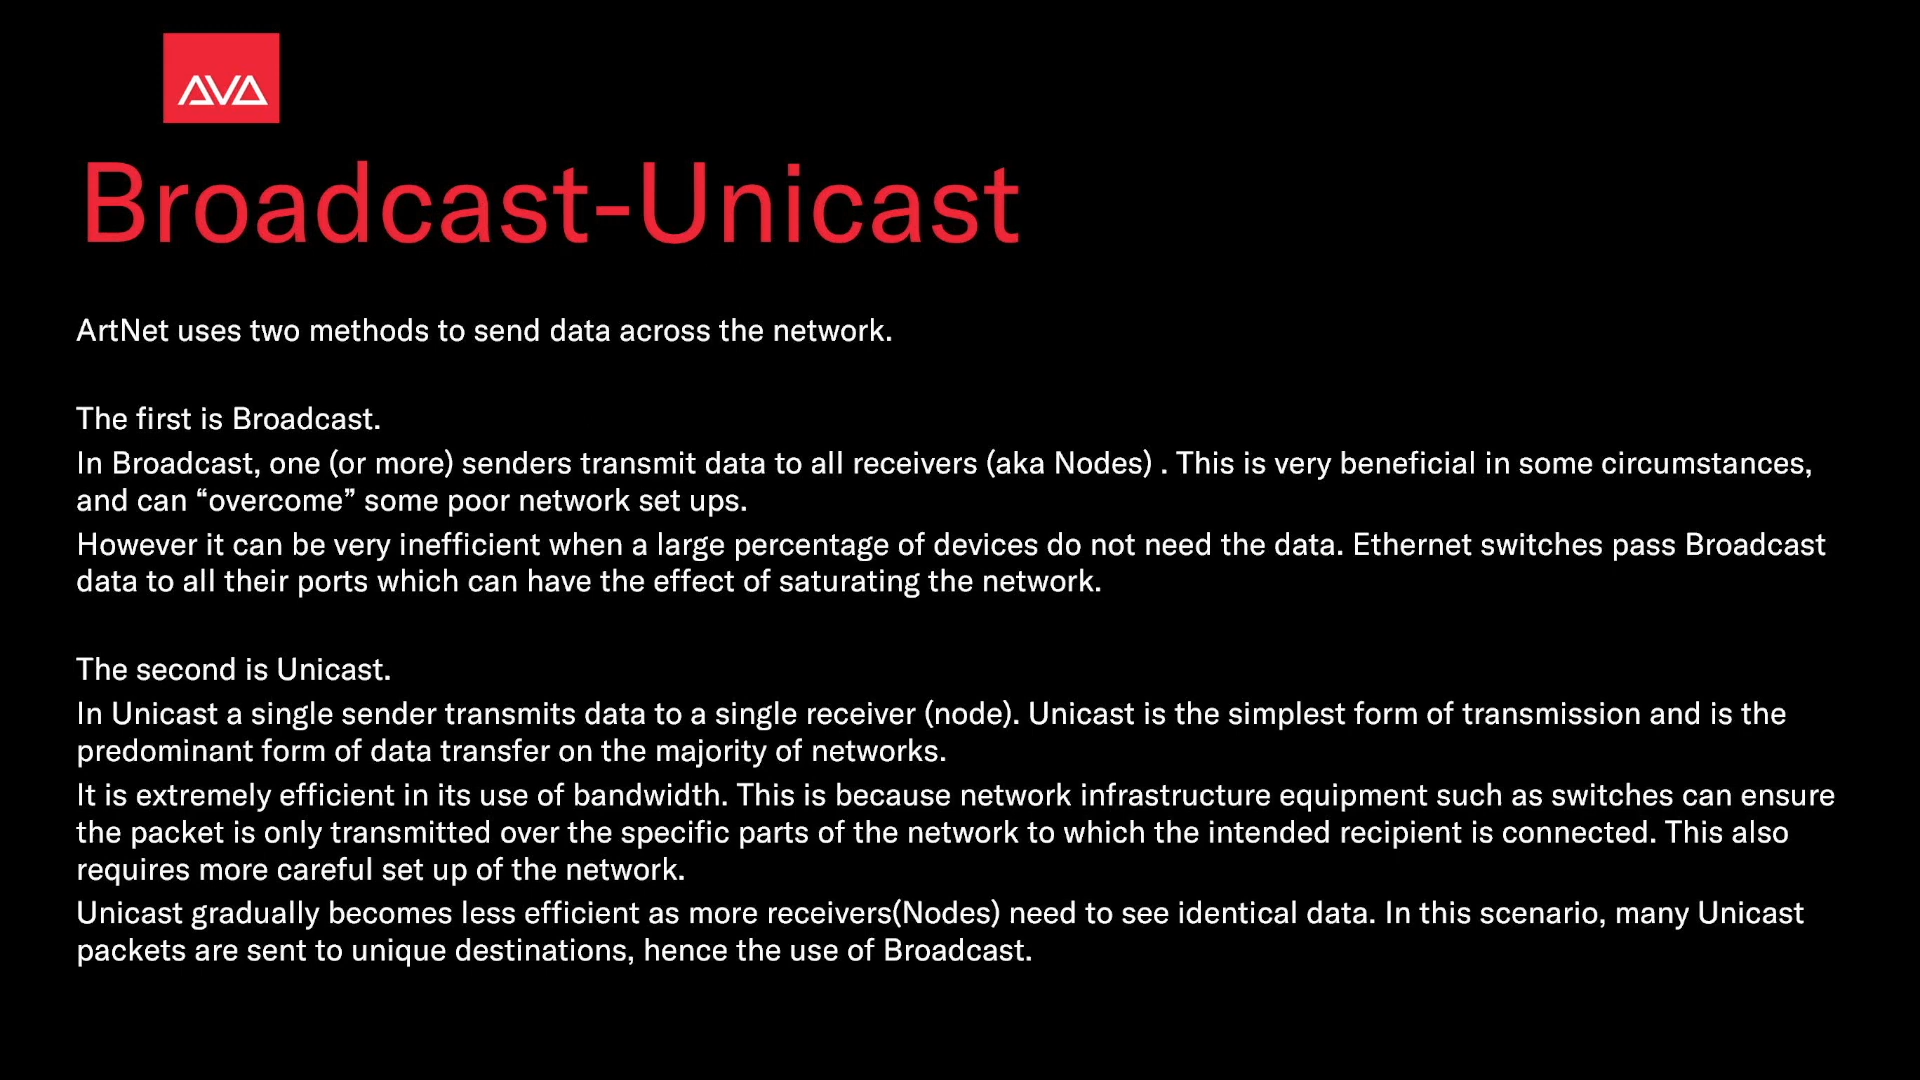 AVA
Broadcast-Unicast
ArtNet uses two methods to send data across the network.
The first is Broadcast.
In Broadcast, one (or more) senders transmit data to all receivers (aka Nodes) . This is very beneficial in some circumstances,
and can “overcome” some poor network set ups.
However it can be very inefficient when a large percentage of devices do not need the data. Ethernet switches pass Broadcast
data to all their ports which can have the effect of saturating the network.
The second is Unicast.
In Unicast a single sender transmits data to a single receiver (node). Unicast is the simplest form of transmission and is the
predominant form of data transfer on the majority of networks.
It is extremely efficient in its use of bandwidth. This is because network infrastructure equipment such as switches can ensure
the packet is only transmitted over the specific parts of the network to which the intended recipient is connected. This also
requires more careful set up of the network.
Unicast gradually becomes less efficient as more receivers(Nodes) need to see identical data. In this scenario, many Unicast
packets are sent to unique destinations, hence the use of Broadcast.